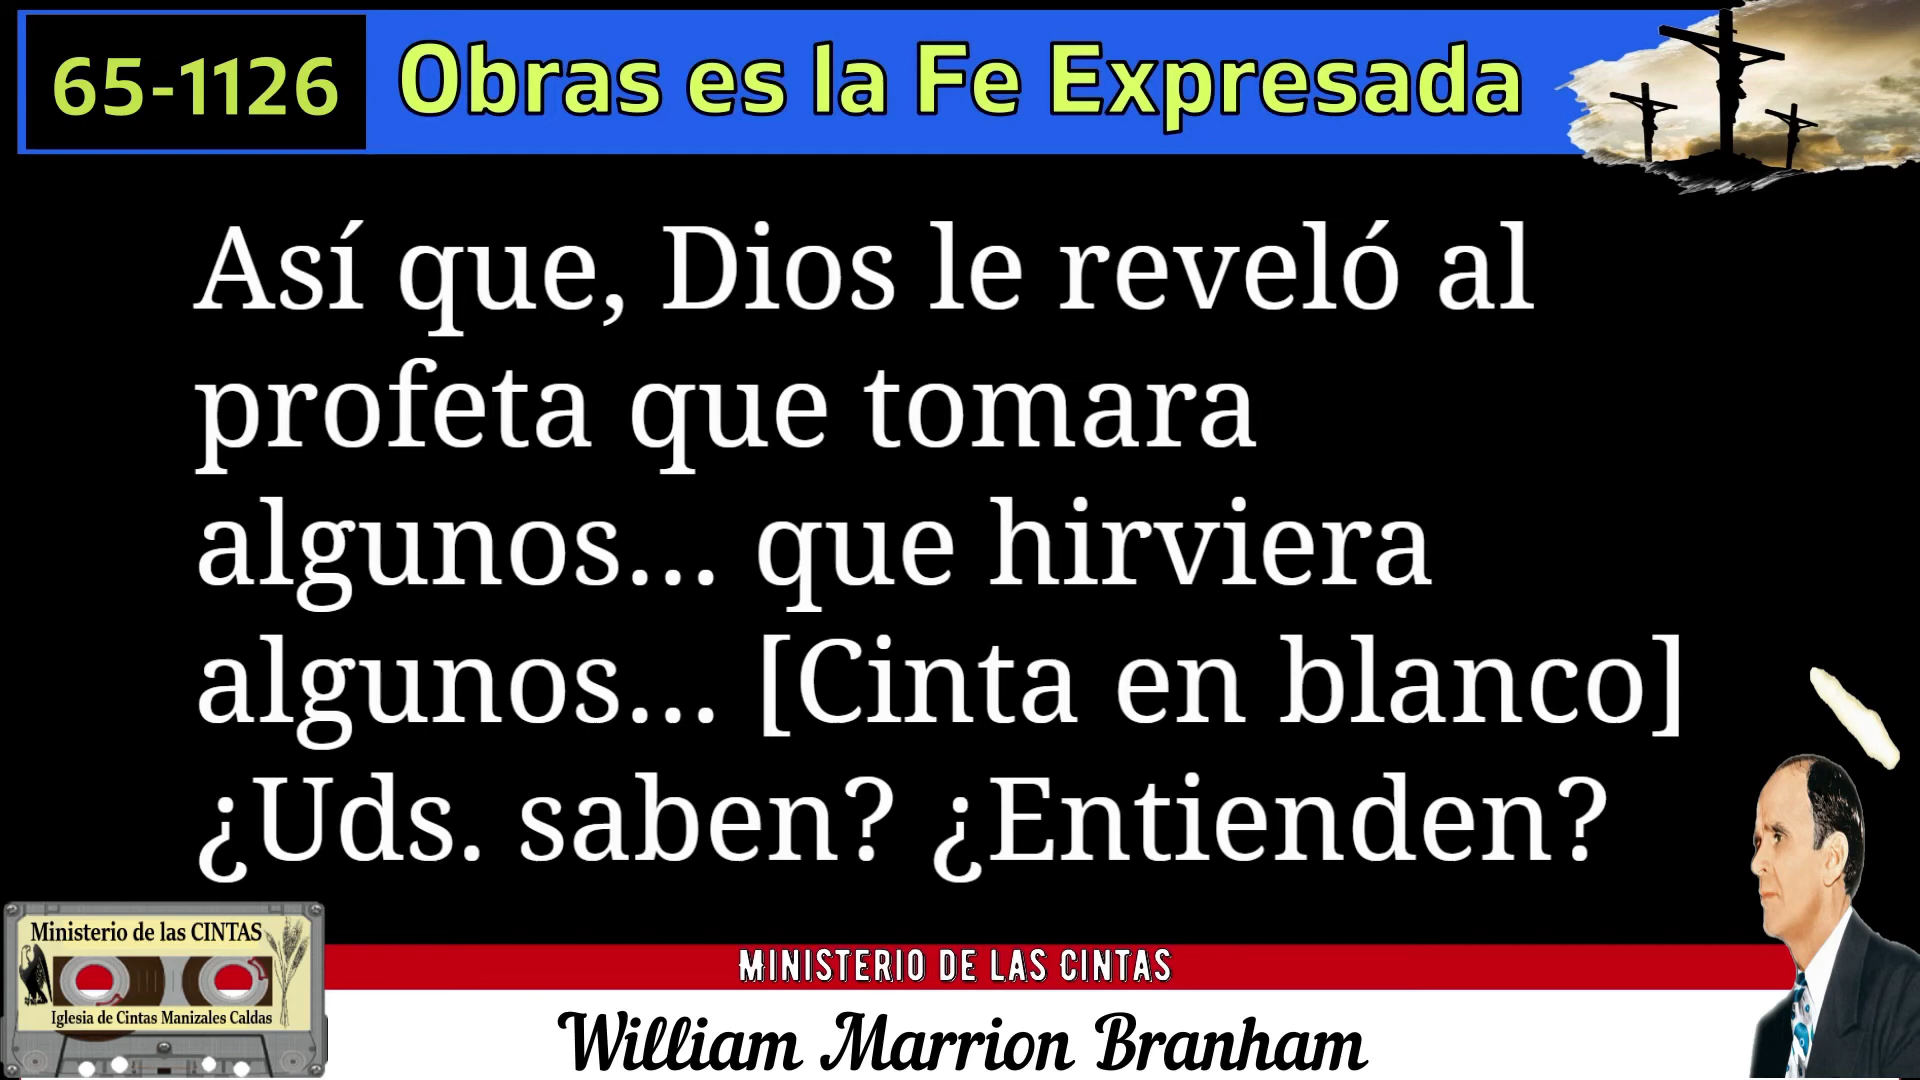 65-1126
Obras es la Fe Expresada
Así que, Dios le reveló al
profeta que tomara
algunos... que hirviera
algunos... [Cinta en blanco]
¿Uds. saben? ¿Entienden?
Ministerio de las CINTAS
Iglesia de Cintas Manizales Caldas
MINISTERIO DE LAS CINTAS
William Marrion Branham